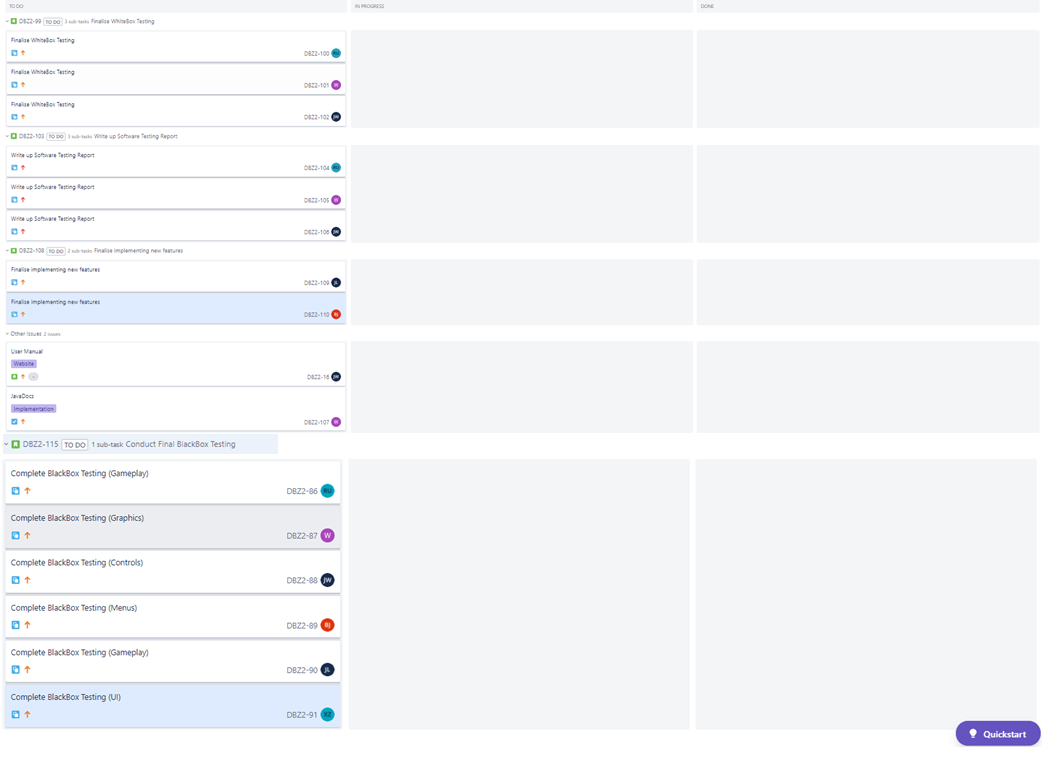 TO DO IN PROGRESS DONE
DBZ2-99 TO DO 3 sub-tasks Finalise WhiteBox Testing
Finalise WhiteBox Testing
DBZ2-100 RU
Finalise WhiteBox Testing
DBZ2-101 W
Finalise WhiteBox Testing
DBZ2-102 JW
DBZ2-103 TO DO 3 sub-tasks Write up Software Testing Report
Write up Software Testing Report
DBZ2-104 RU
Write up Software Testing Report
DBZ2-105 W
Write up Software Testing Report
DBZ2-106 JW
DBZ2-108 TO DO 2 sub-tasks Finalise implementing new features
Finalise implementing new features
DBZ2-109 JL
Finalise implementing new features
DBZ2-110 BJ
Other Issues 2 issues
User Manual
Website
- DBZ2-16 JW
JavaDocs
Implementation
DBZ2-107 W
DBZ2-115 TO DO 1 sub-task Conduct Final BlackBox Testing
Complete BlackBox Testing (Gameplay)
DBZ2-86 RU
Complete BlackBox Testing (Graphics)
DBZ2-87 W
Complete BlackBox Testing (Controls)
DBZ2-88 JW
Complete BlackBox Testing (Menus)
DBZ2-89 BJ
Complete BlackBox Testing (Gameplay)
DBZ2-90 JL
Complete BlackBox Testing (UI)
DBZ2-91 XZ
Quickstart